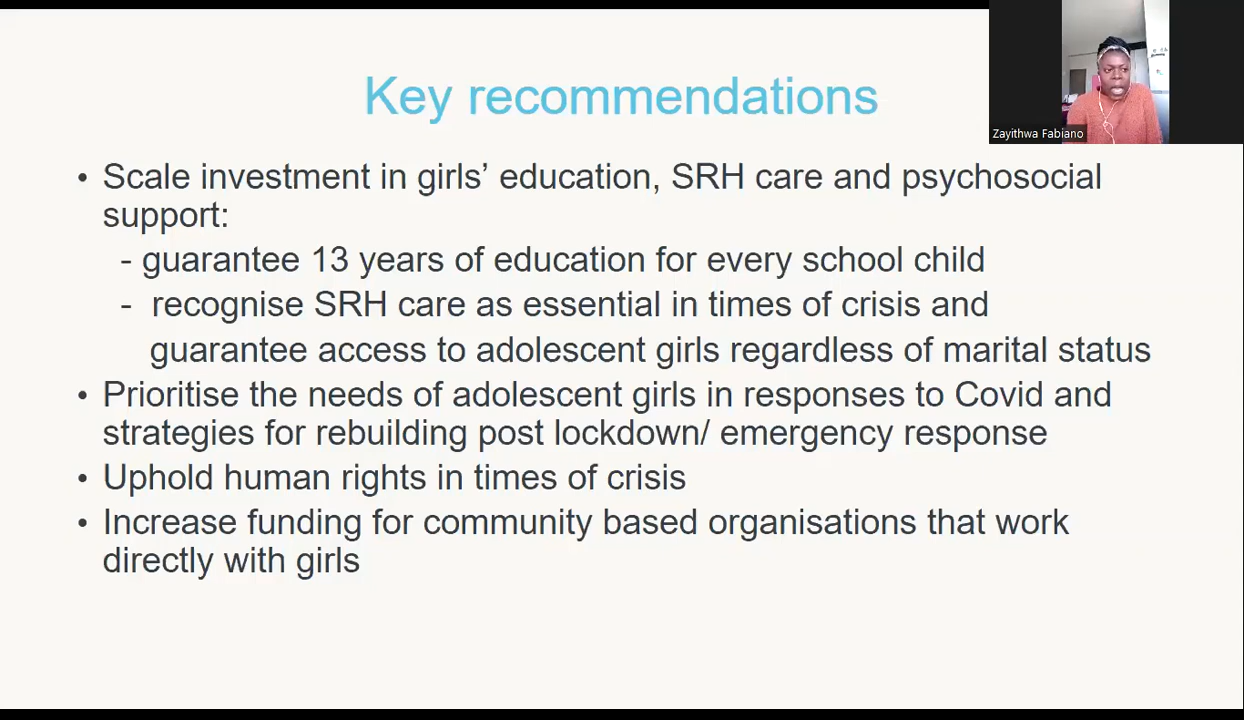 Key recommendations
Zayithwa Fabiano
• Scale investment in girls’ education, SRH care and psychosocial
support:
- guarantee 13 years of education for every school child
- recognise SRH care as essential in times of crisis and
guarantee access to adolescent girls regardless of marital status
• Prioritise the needs of adolescent girls in responses to Covid and
strategies for rebuilding post lockdown/ emergency response
• Uphold human rights in times of crisis
• Increase funding for community based organisations that work
directly with girls